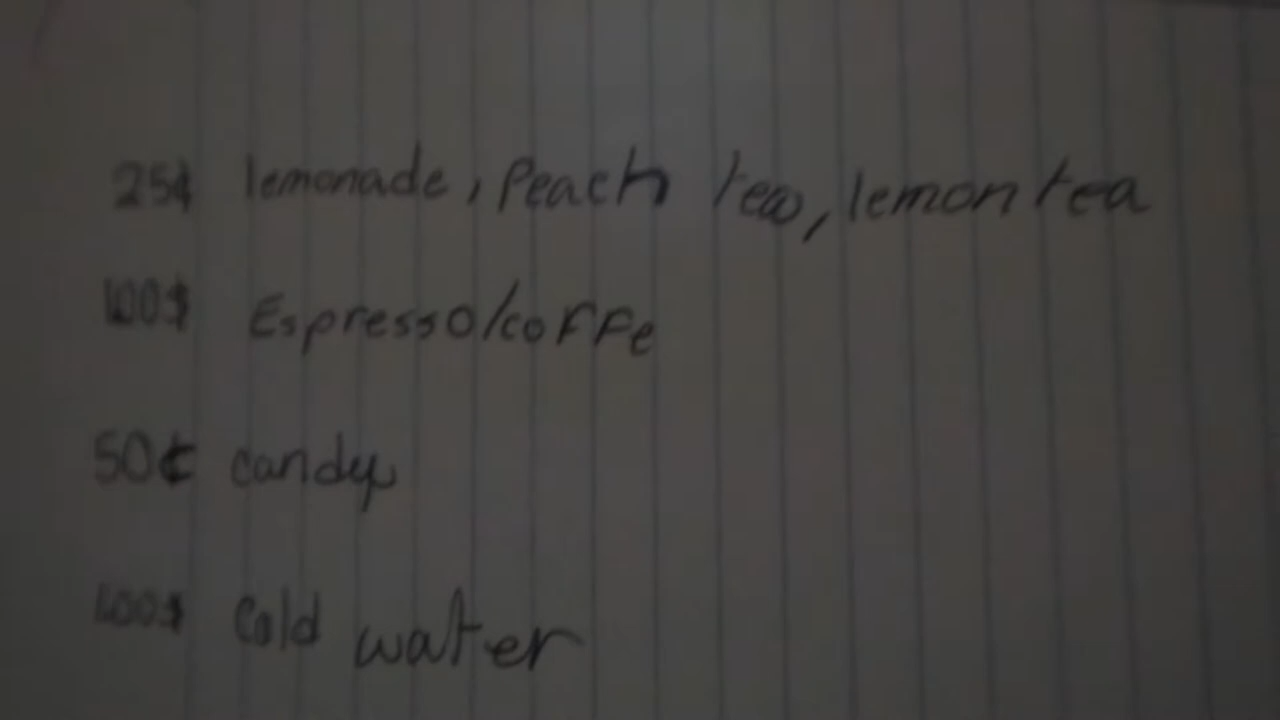 25¢ lemonade, Peach tea, lemon tea
100$ Espresso/coffe
50¢ candy
100$ Cold water